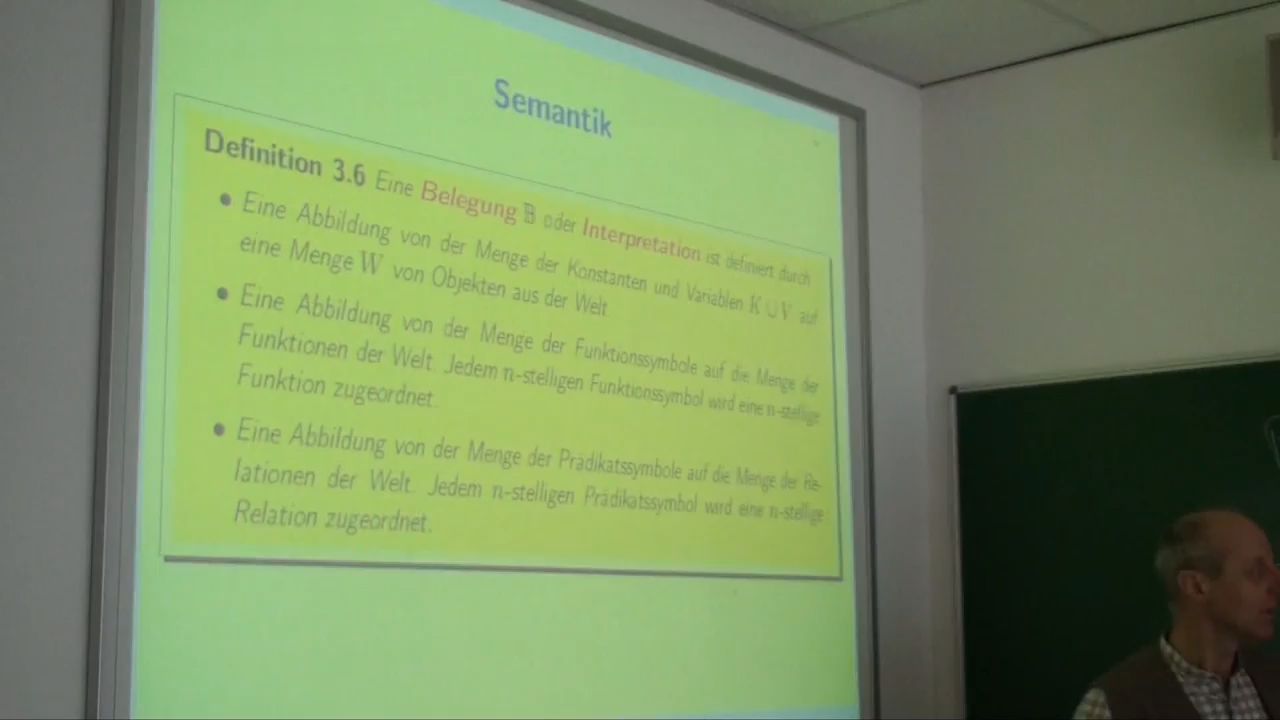 Semantik
Definition 3.6 Eine Belegung 𝔹 oder Interpretation ist definiert durch
• Eine Abbildung von der Menge der Konstanten und Variablen K ∪ V auf
eine Menge W von Objekten aus der Welt.
• Eine Abbildung von der Menge der Funktionssymbole auf die Menge der
Funktionen der Welt. Jedem n-stelligen Funktionssymbol wird eine n-stellige
Funktion zugeordnet.
• Eine Abbildung von der Menge der Prädikatssymbole auf die Menge der Re-
lationen der Welt. Jedem n-stelligen Prädikatssymbol wird eine n-stellige
Relation zugeordnet.